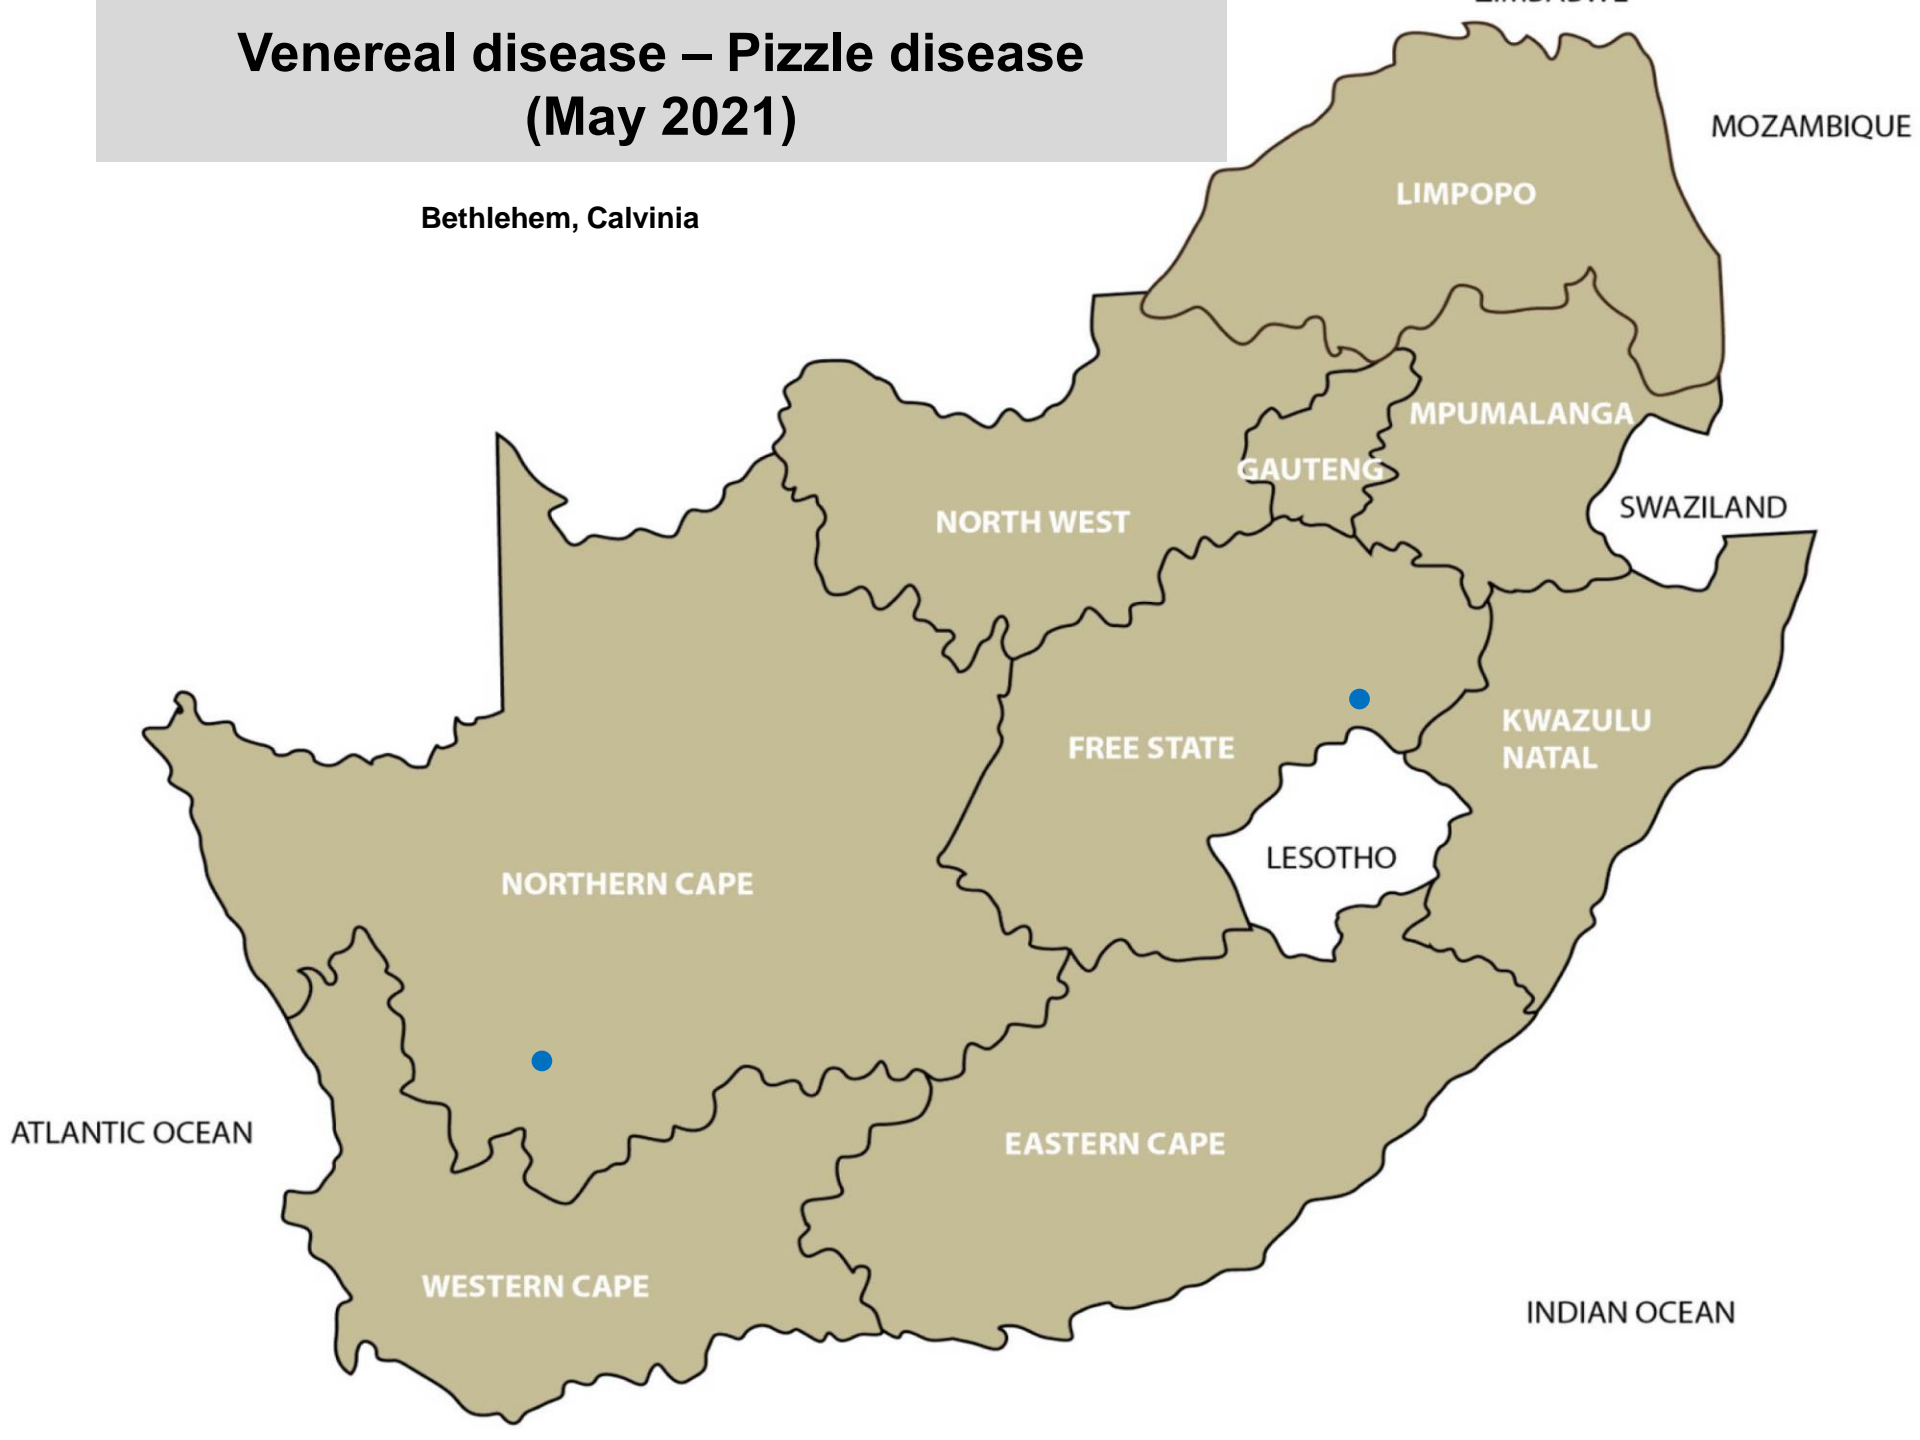 Venereal disease – Pizzle disease
(May 2021)
Bethlehem, Calvinia
MOZAMBIQUE
LIMPOPO
MPUMALANGA
GAUTENG
SWAZILAND
NORTH WEST
KWAZULU
NATAL
FREE STATE
LESOTHO
NORTHERN CAPE
ATLANTIC OCEAN
EASTERN CAPE
WESTERN CAPE
INDIAN OCEAN